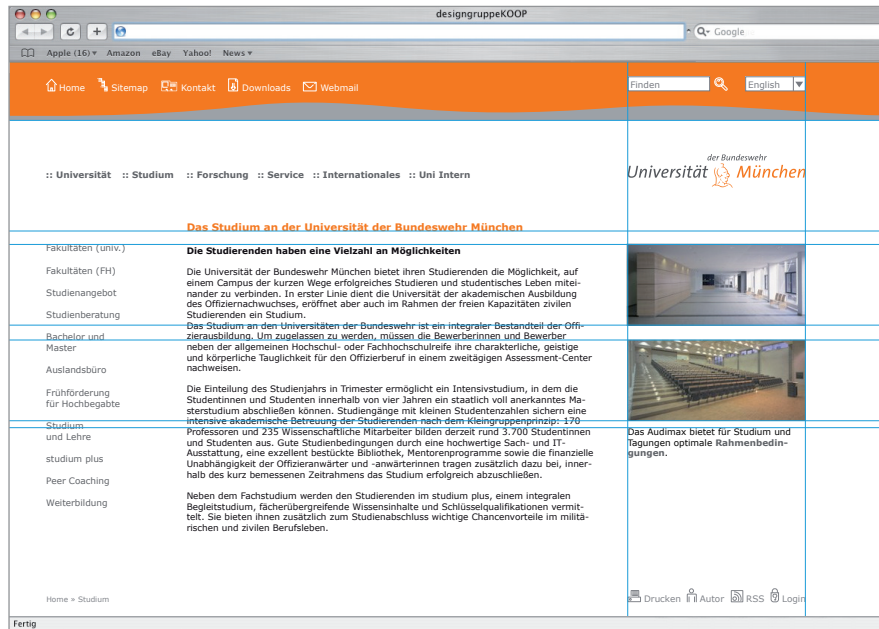 designgruppeKOOP
Google
Apple (16) Amazon eBay Yahoo! News
Home Sitemap Kontakt Downloads Webmail
Finden
English
der Bundeswehr
Universität München
:: Universität :: Studium :: Forschung :: Service :: Internationales :: Uni Intern
Das Studium an der Universität der Bundeswehr München
Fakultäten (univ.)
Fakultäten (FH)
Studienangebot
Studienberatung
Bachelor und
Master
Auslandsbüro
Frühförderung
für Hochbegabte
Studium
und Lehre
studium plus
Peer Coaching
Weiterbildung
Die Studierenden haben eine Vielzahl an Möglichkeiten
Die Universität der Bundeswehr München bietet ihren Studierenden die Möglichkeit, auf
einem Campus der kurzen Wege erfolgreiches Studieren und studentisches Leben mitei-
nander zu verbinden. In erster Linie dient die Universität der akademischen Ausbildung
des Offiziernachwuchses, eröffnet aber auch im Rahmen der freien Kapazitäten zivilen
Studierenden ein Studium.
Das Studium an den Universitäten der Bundeswehr ist ein integraler Bestandteil der Offi-
zierausbildung. Um zugelassen zu werden, müssen die Bewerberinnen und Bewerber
neben der allgemeinen Hochschul- oder Fachhochschulreife ihre charakterliche, geistige
und körperliche Tauglichkeit für den Offizierberuf in einem zweitägigen Assessment-Center
nachweisen.
Die Einteilung des Studienjahrs in Trimester ermöglicht ein Intensivstudium, in dem die
Studentinnen und Studenten innerhalb von vier Jahren ein staatlich voll anerkanntes Ma-
sterstudium abschließen können. Studiengänge mit kleinen Studentenzahlen sichern eine
intensive akademische Betreuung der Studierenden nach dem Kleingruppenprinzip: 170
Professoren und 235 Wissenschaftliche Mitarbeiter bilden derzeit rund 3.700 Studentinnen
und Studenten aus. Gute Studienbedingungen durch eine hochwertige Sach- und IT-
Ausstattung, eine exzellent bestückte Bibliothek, Mentorenprogramme sowie die finanzielle
Unabhängigkeit der Offizieranwärter und -anwärterinnen tragen zusätzlich dazu bei, inner-
halb des kurz bemessenen Zeitrahmens das Studium erfolgreich abzuschließen.
Neben dem Fachstudium werden den Studierenden im studium plus, einem integralen
Begleitstudium, fächerübergreifende Wissensinhalte und Schlüsselqualifikationen vermit-
telt. Sie bieten ihnen zusätzlich zum Studienabschluss wichtige Chancenvorteile im militä-
rischen und zivilen Berufsleben.
Das Audimax bietet für Studium und
Tagungen optimale Rahmenbedin-
gungen.
Home » Studium
Drucken Autor RSS Login
Fertig